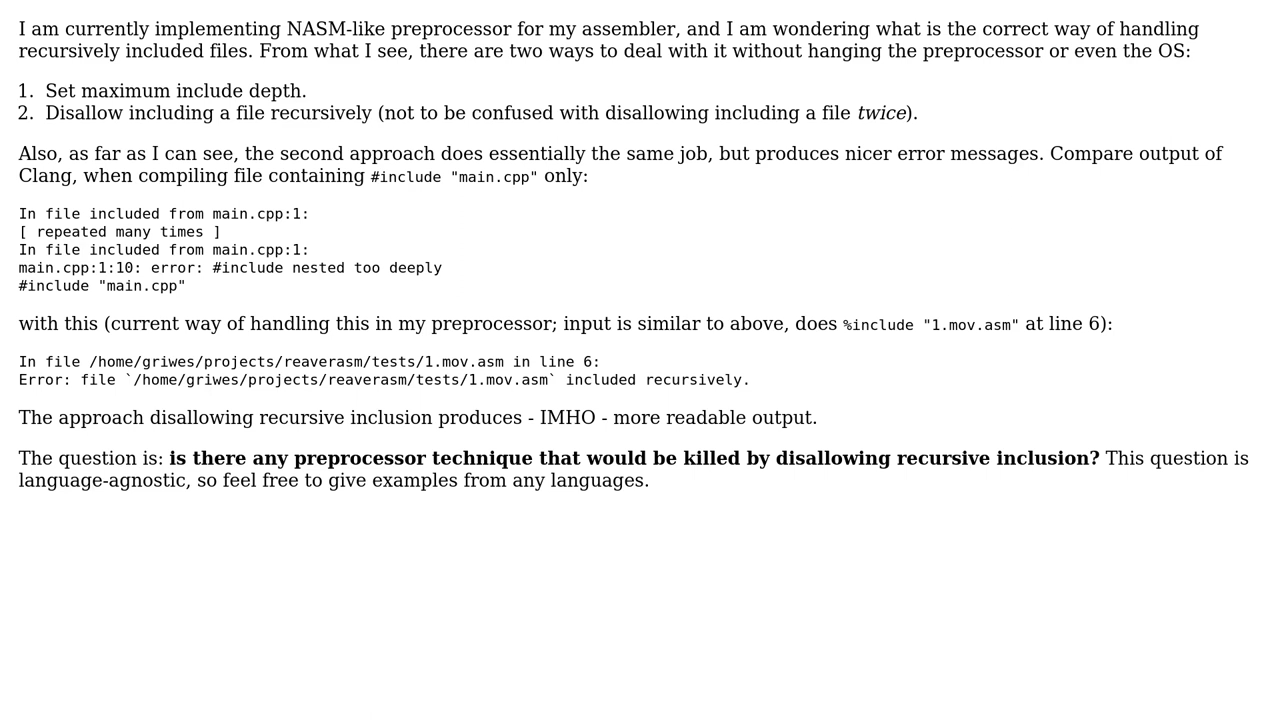 I am currently implementing NASM-like preprocessor for my assembler, and I am wondering what is the correct way of handling
recursively included files. From what I see, there are two ways to deal with it without hanging the preprocessor or even the OS:
1. Set maximum include depth.
2. Disallow including a file recursively (not to be confused with disallowing including a file twice).
Also, as far as I can see, the second approach does essentially the same job, but produces nicer error messages. Compare output of
Clang, when compiling file containing #include "main.cpp" only:
In file included from main.cpp:1:
[ repeated many times ]
In file included from main.cpp:1:
main.cpp:1:10: error: #include nested too deeply
#include "main.cpp"
with this (current way of handling this in my preprocessor; input is similar to above, does %include "1.mov.asm" at line 6):
In file /home/griwes/projects/reaverasm/tests/1.mov.asm in line 6:
Error: file `/home/griwes/projects/reaverasm/tests/1.mov.asm` included recursively.
The approach disallowing recursive inclusion produces - IMHO - more readable output.
The question is: is there any preprocessor technique that would be killed by disallowing recursive inclusion? This question is
language-agnostic, so feel free to give examples from any languages.